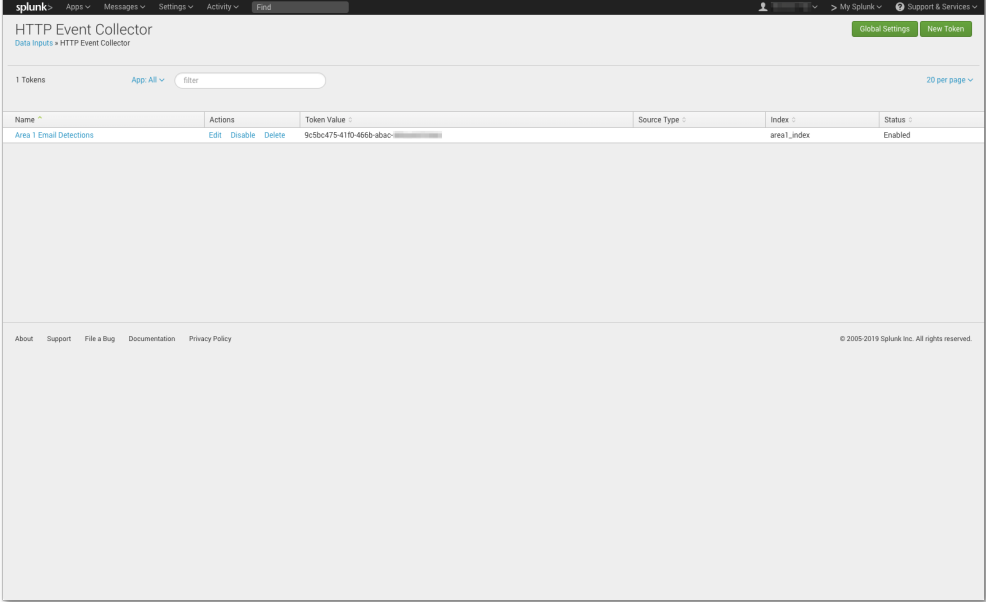 splunk> Apps Messages Settings Activity Find My Splunk Support & Services
HTTP Event Collector
Global Settings New Token
Data Inputs » HTTP Event Collector
1 Tokens App: All filter 20 per page
Name Actions Token Value Source Type Index Status
Area 1 Email Detections Edit Disable Delete 9c5bc475-41f0-466b-abac- area1_index Enabled
About Support File a Bug Documentation Privacy Policy © 2005-2019 Splunk Inc. All rights reserved.